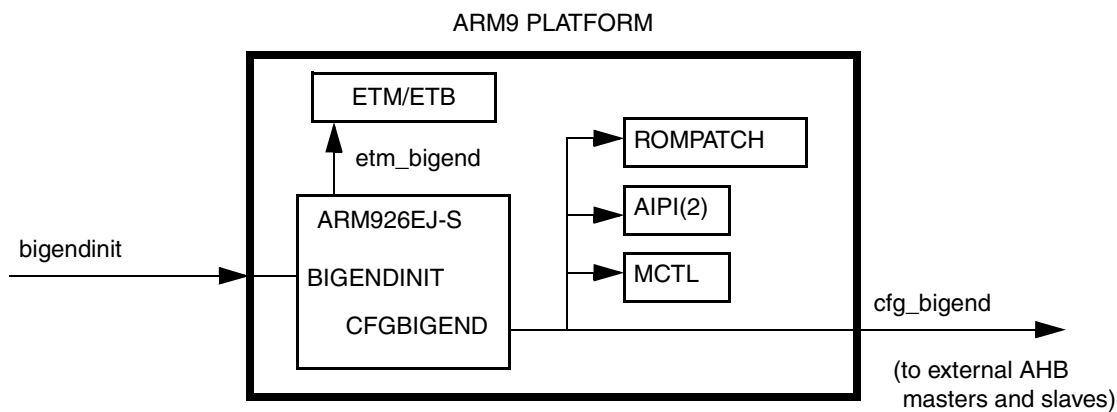 ARM9 PLATFORM
ETM/ETB
ROMPATCH
etm_bigend
AIPI(2)
ARM926EJ-S
bigendinit
MCTL
BIGENDINIT
cfg_bigend
CFGBIGEND
(to external AHB
masters and slaves)